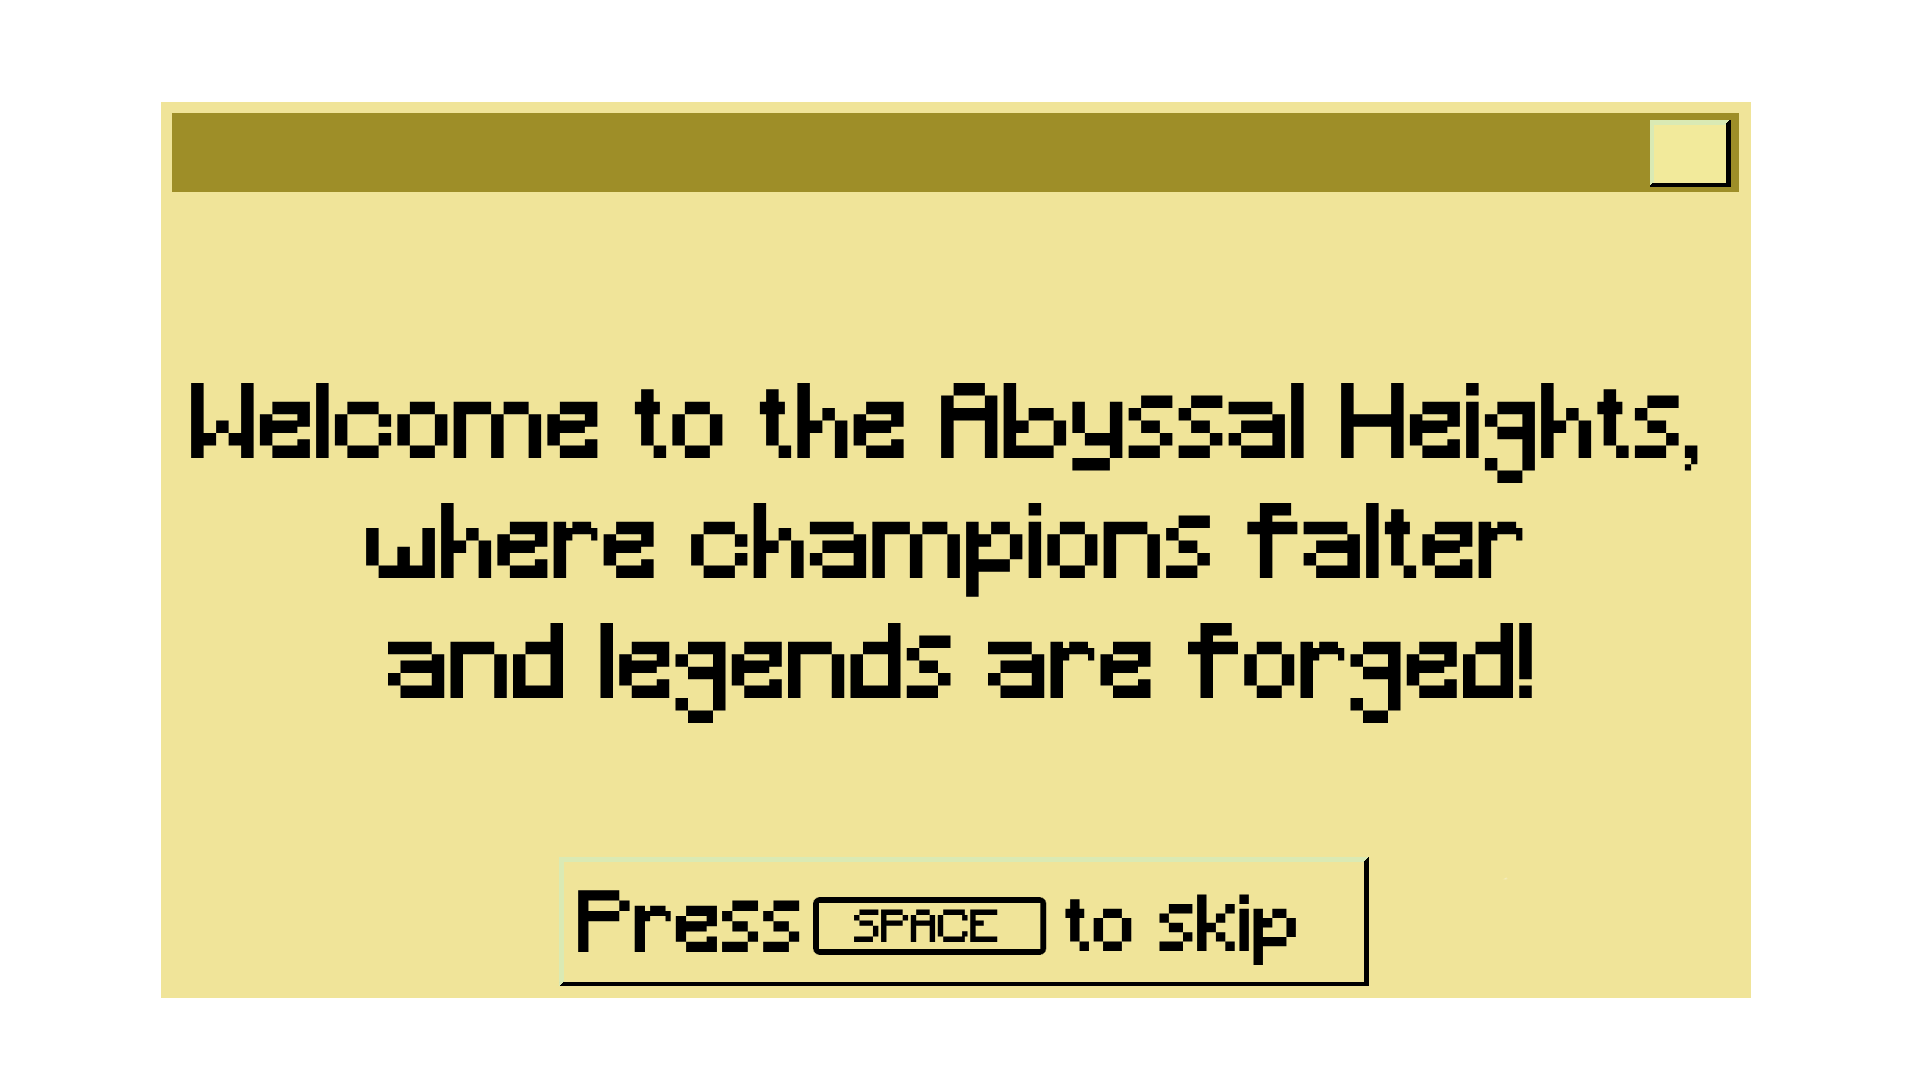 Welcome to the Abyssal Heights,
where champions falter
and legends are forged!
Press SPACE to skip